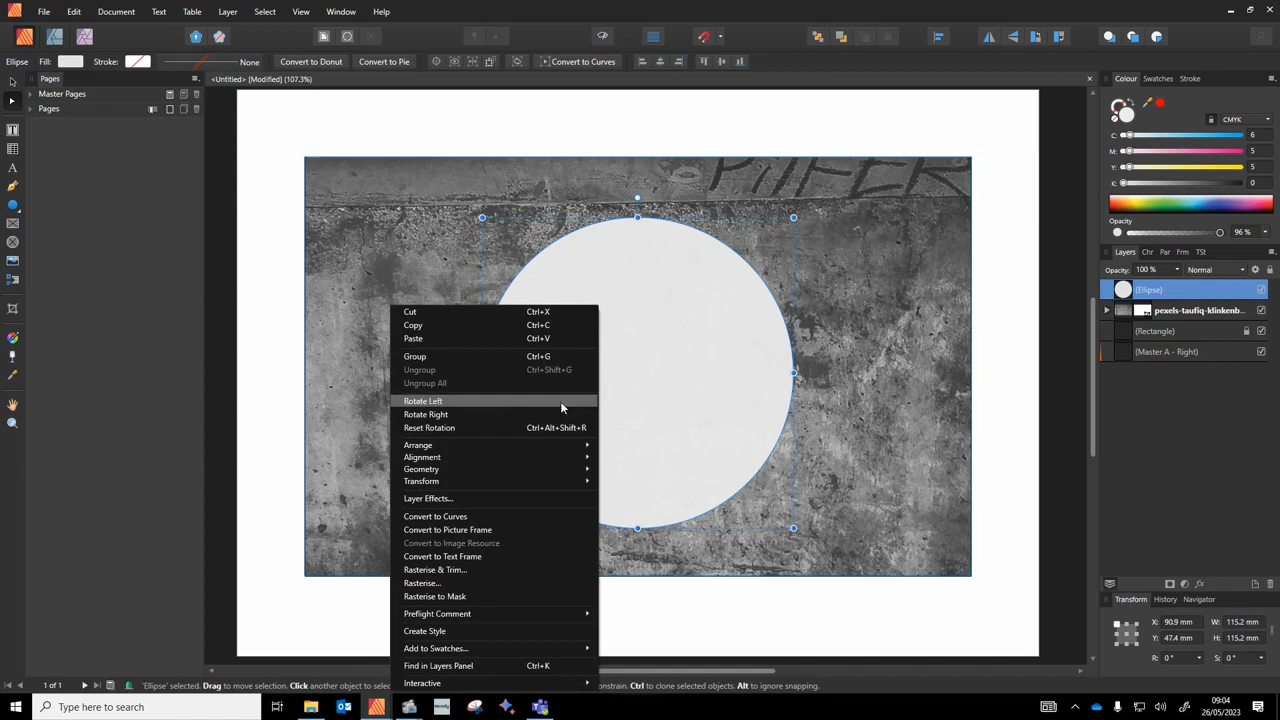 File Edit Document Text Table Layer Select View Window Help
Ellipse Fill: Stroke: None Convert to Donut Convert to Pie Convert to Curves
Pages
<Untitled> [Modified] (107.3%)
Master Pages
Pages
Colour Swatches Stroke
CMYK
C: 6
M: 5
Y: 5
K: 0
Opacity
96 %
Layers Chr Par Frm TSt
Opacity: 100 % Normal
(Ellipse)
pexels-taufiq-klinkenb...
(Rectangle)
(Master A - Right)
Cut Ctrl+X
Copy Ctrl+C
Paste Ctrl+V
Group Ctrl+G
Ungroup Ctrl+Shift+G
Ungroup All
Rotate Left
Rotate Right
Reset Rotation Ctrl+Alt+Shift+R
Arrange
Alignment
Geometry
Transform
Layer Effects...
Convert to Curves
Convert to Picture Frame
Convert to Image Resource
Convert to Text Frame
Rasterise & Trim...
Rasterise...
Rasterise to Mask
Preflight Comment
Create Style
Add to Swatches...
Find in Layers Panel Ctrl+K
Interactive
Transform History Navigator
X: 90.9 mm W: 115.2 mm
Y: 47.4 mm H: 115.2 mm
R: 0 ° S: 0 °
1 of 1 'Ellipse' selected. Drag to move selection. Click another object to selec constrain. Ctrl to clone selected objects. Alt to ignore snapping.
Type here to search
09:04
26/05/2023